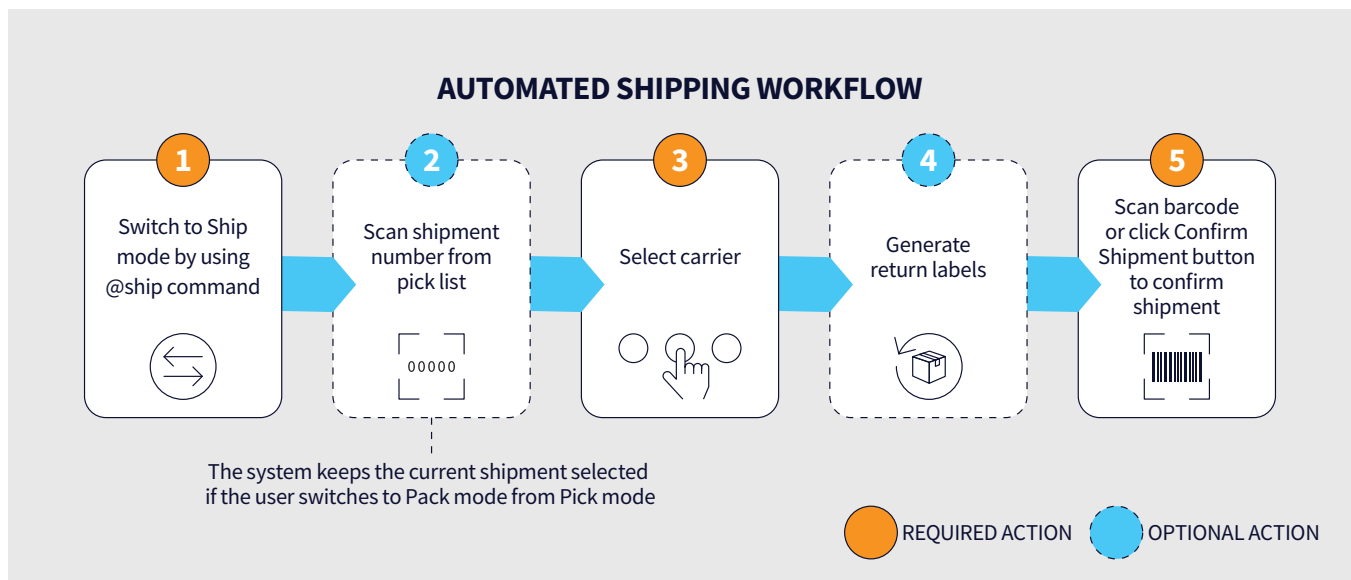 AUTOMATED SHIPPING WORKFLOW
1
Switch to Ship
mode by using
@ship command
2
Scan shipment
number from
pick list
00000
3
Select carrier
4
Generate
return labels
5
Scan barcode
or click Confirm
Shipment button
to confirm
shipment
The system keeps the current shipment selected
if the user switches to Pack mode from Pick mode
REQUIRED ACTION
OPTIONAL ACTION